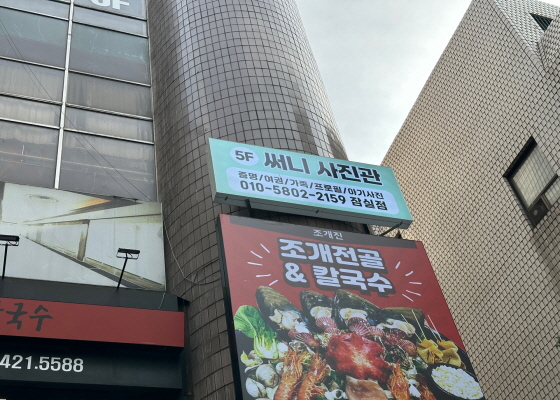 5F
5F 써니 사진관
증명/여권/가족/프로필/아기사진
010-5802-2159 잠실점
조개진
조개전골
& 칼국수
국수
421.5588